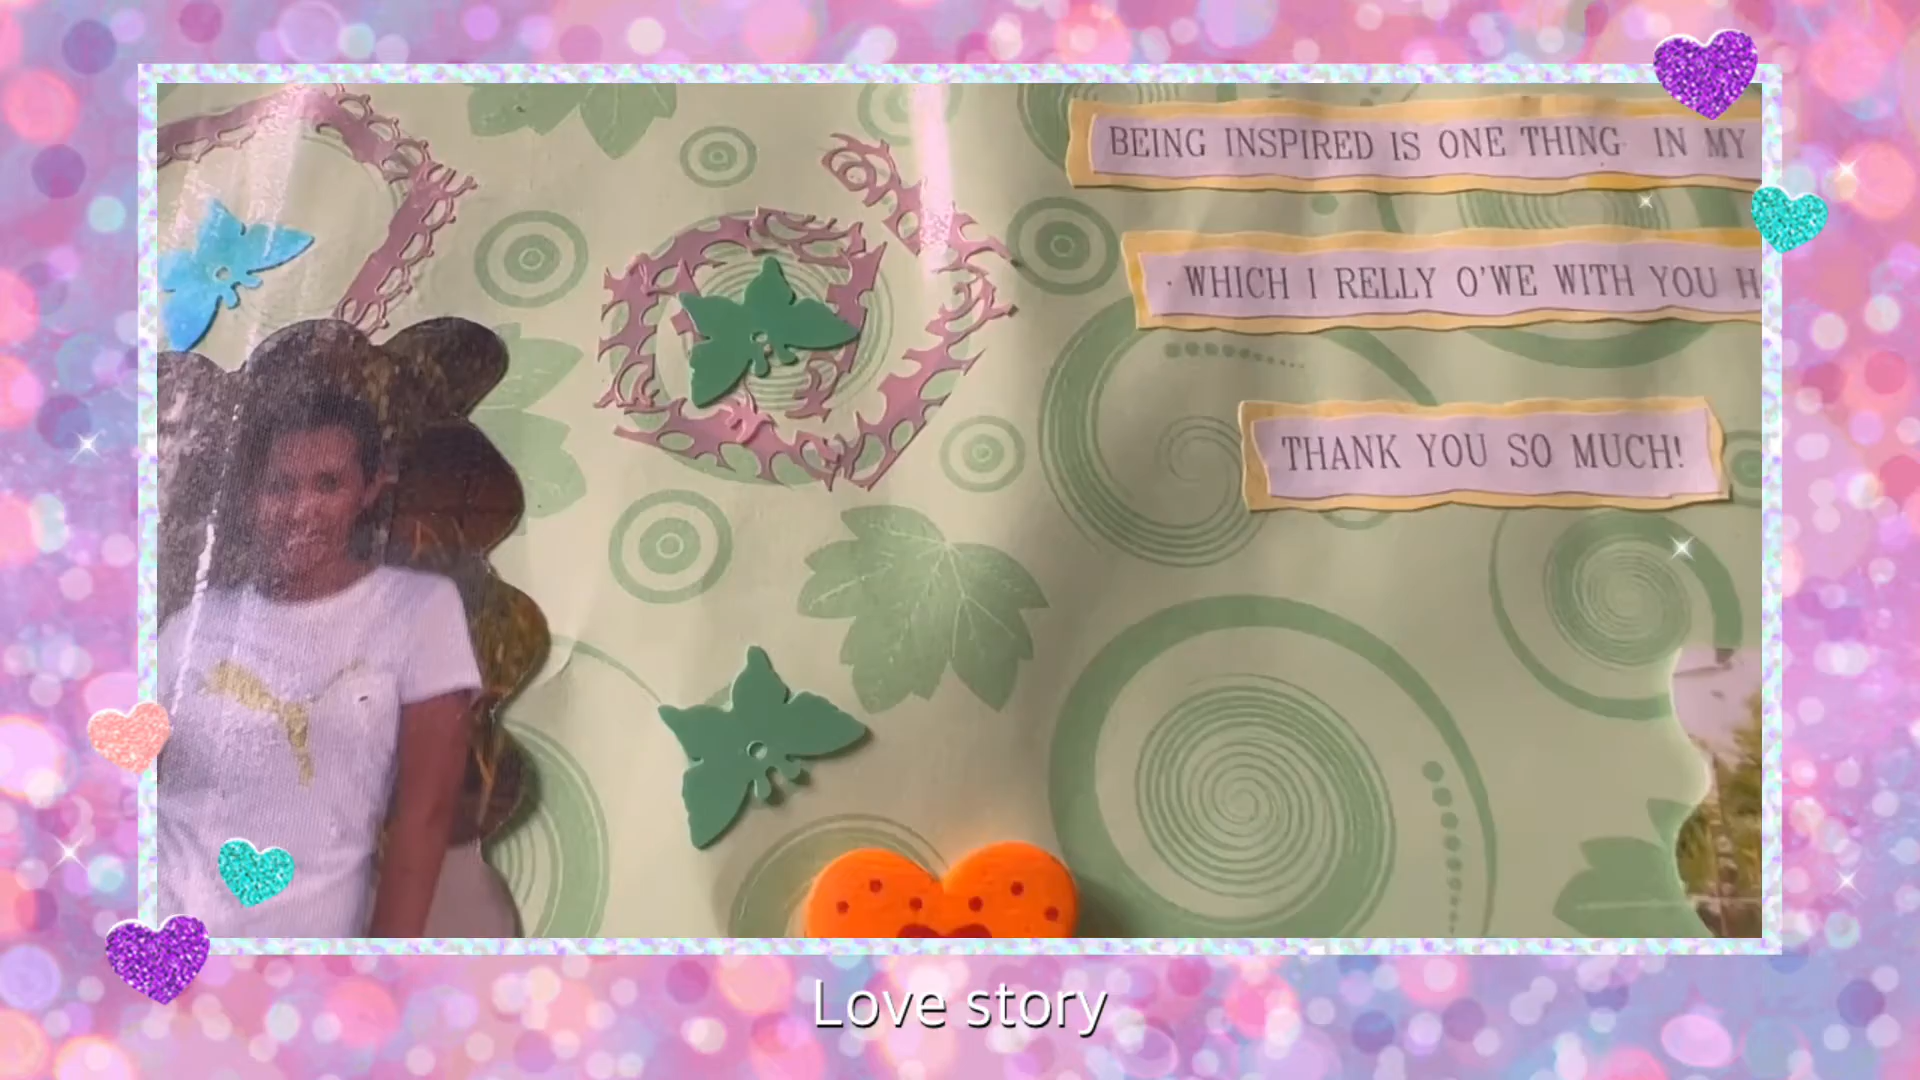 BEING INSPIRED IS ONE THING IN MY
WHICH I RELLY O'WE WITH YOU
THANK YOU SO MUCH!
Love story